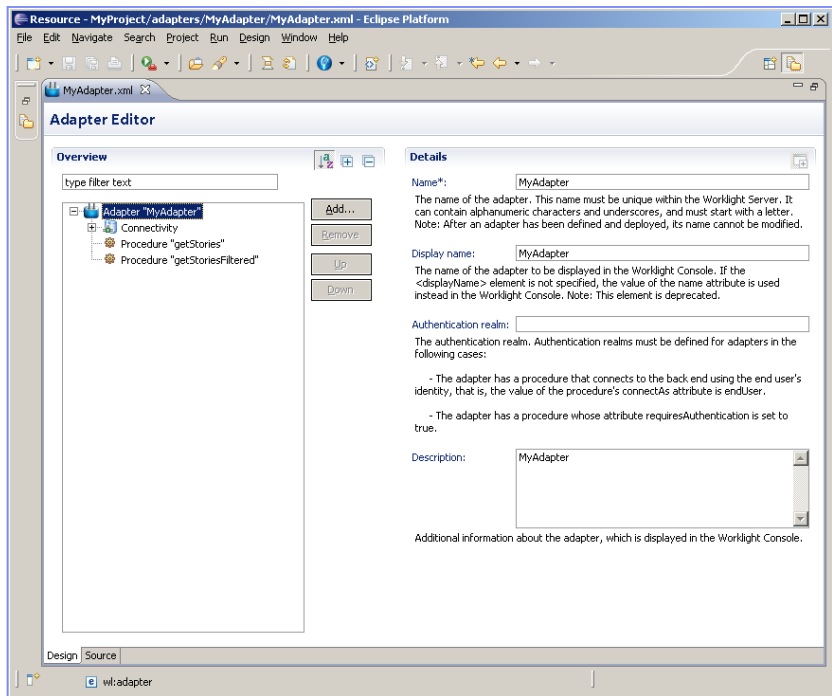 Resource - MyProject/adapters/MyAdapter/MyAdapter.xml - Eclipse Platform
File Edit Navigate Search Project Run Design Window Help
MyAdapter.xml
Adapter Editor
Overview
type filter text
Adapter "MyAdapter"
Connectivity
Procedure "getStories"
Procedure "getStoriesFiltered"
Add...
Remove
Up
Down
Details
Name*: MyAdapter
The name of the adapter. This name must be unique within the Worklight Server. It
can contain alphanumeric characters and underscores, and must start with a letter.
Note: After an adapter has been defined and deployed, its name cannot be modified.
Display name: MyAdapter
The name of the adapter to be displayed in the Worklight Console. If the
<displayName> element is not specified, the value of the name attribute is used
instead in the Worklight Console. Note: This element is deprecated.
Authentication realm:
The authentication realm. Authentication realms must be defined for adapters in the
following cases:
- The adapter has a procedure that connects to the back end using the end user's
identity, that is, the value of the procedure's connectAs attribute is endUser.
- The adapter has a procedure whose attribute requiresAuthentication is set to
true.
Description: MyAdapter
Additional information about the adapter, which is displayed in the Worklight Console.
Design Source
e wl:adapter